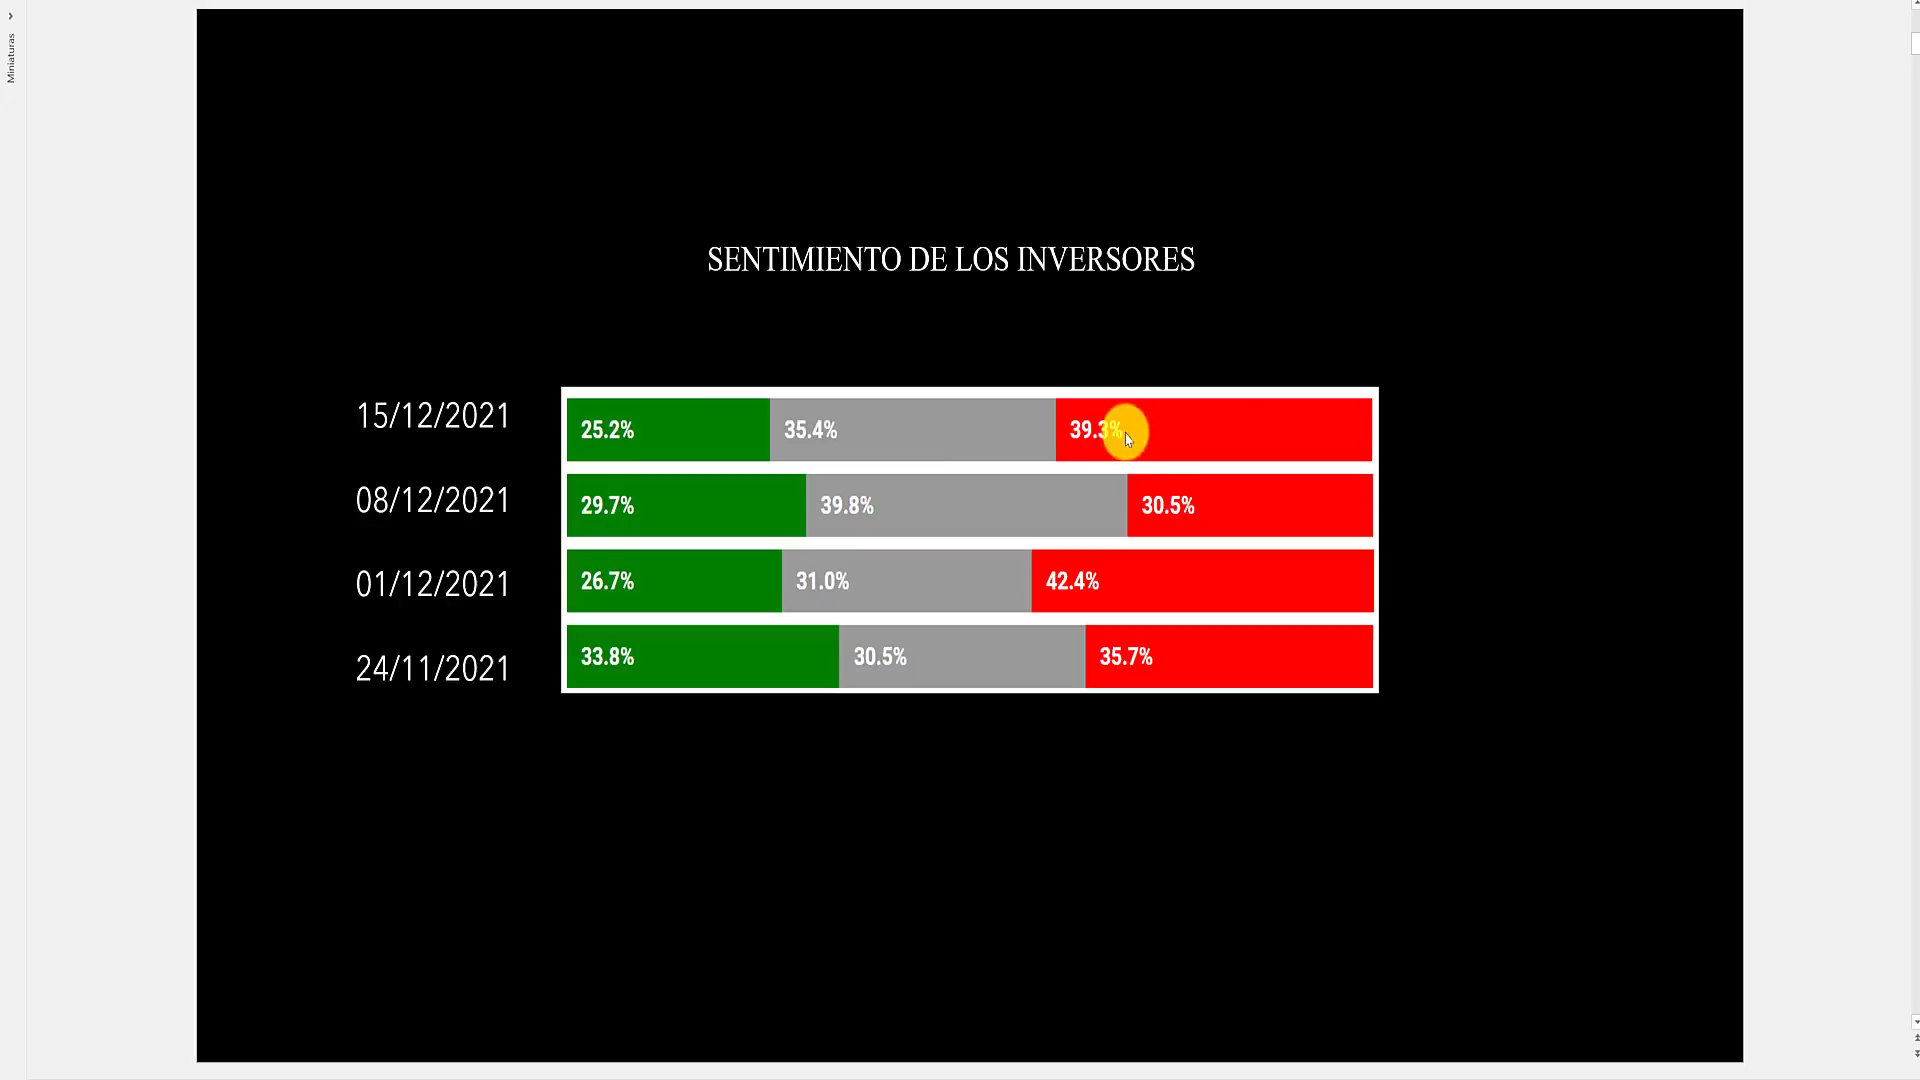 Miniaturas
SENTIMIENTO DE LOS INVERSORES
15/12/2021 25.2% 35.4% 39.3%
08/12/2021 29.7% 39.8% 30.5%
01/12/2021 26.7% 31.0% 42.4%
24/11/2021 33.8% 30.5% 35.7%